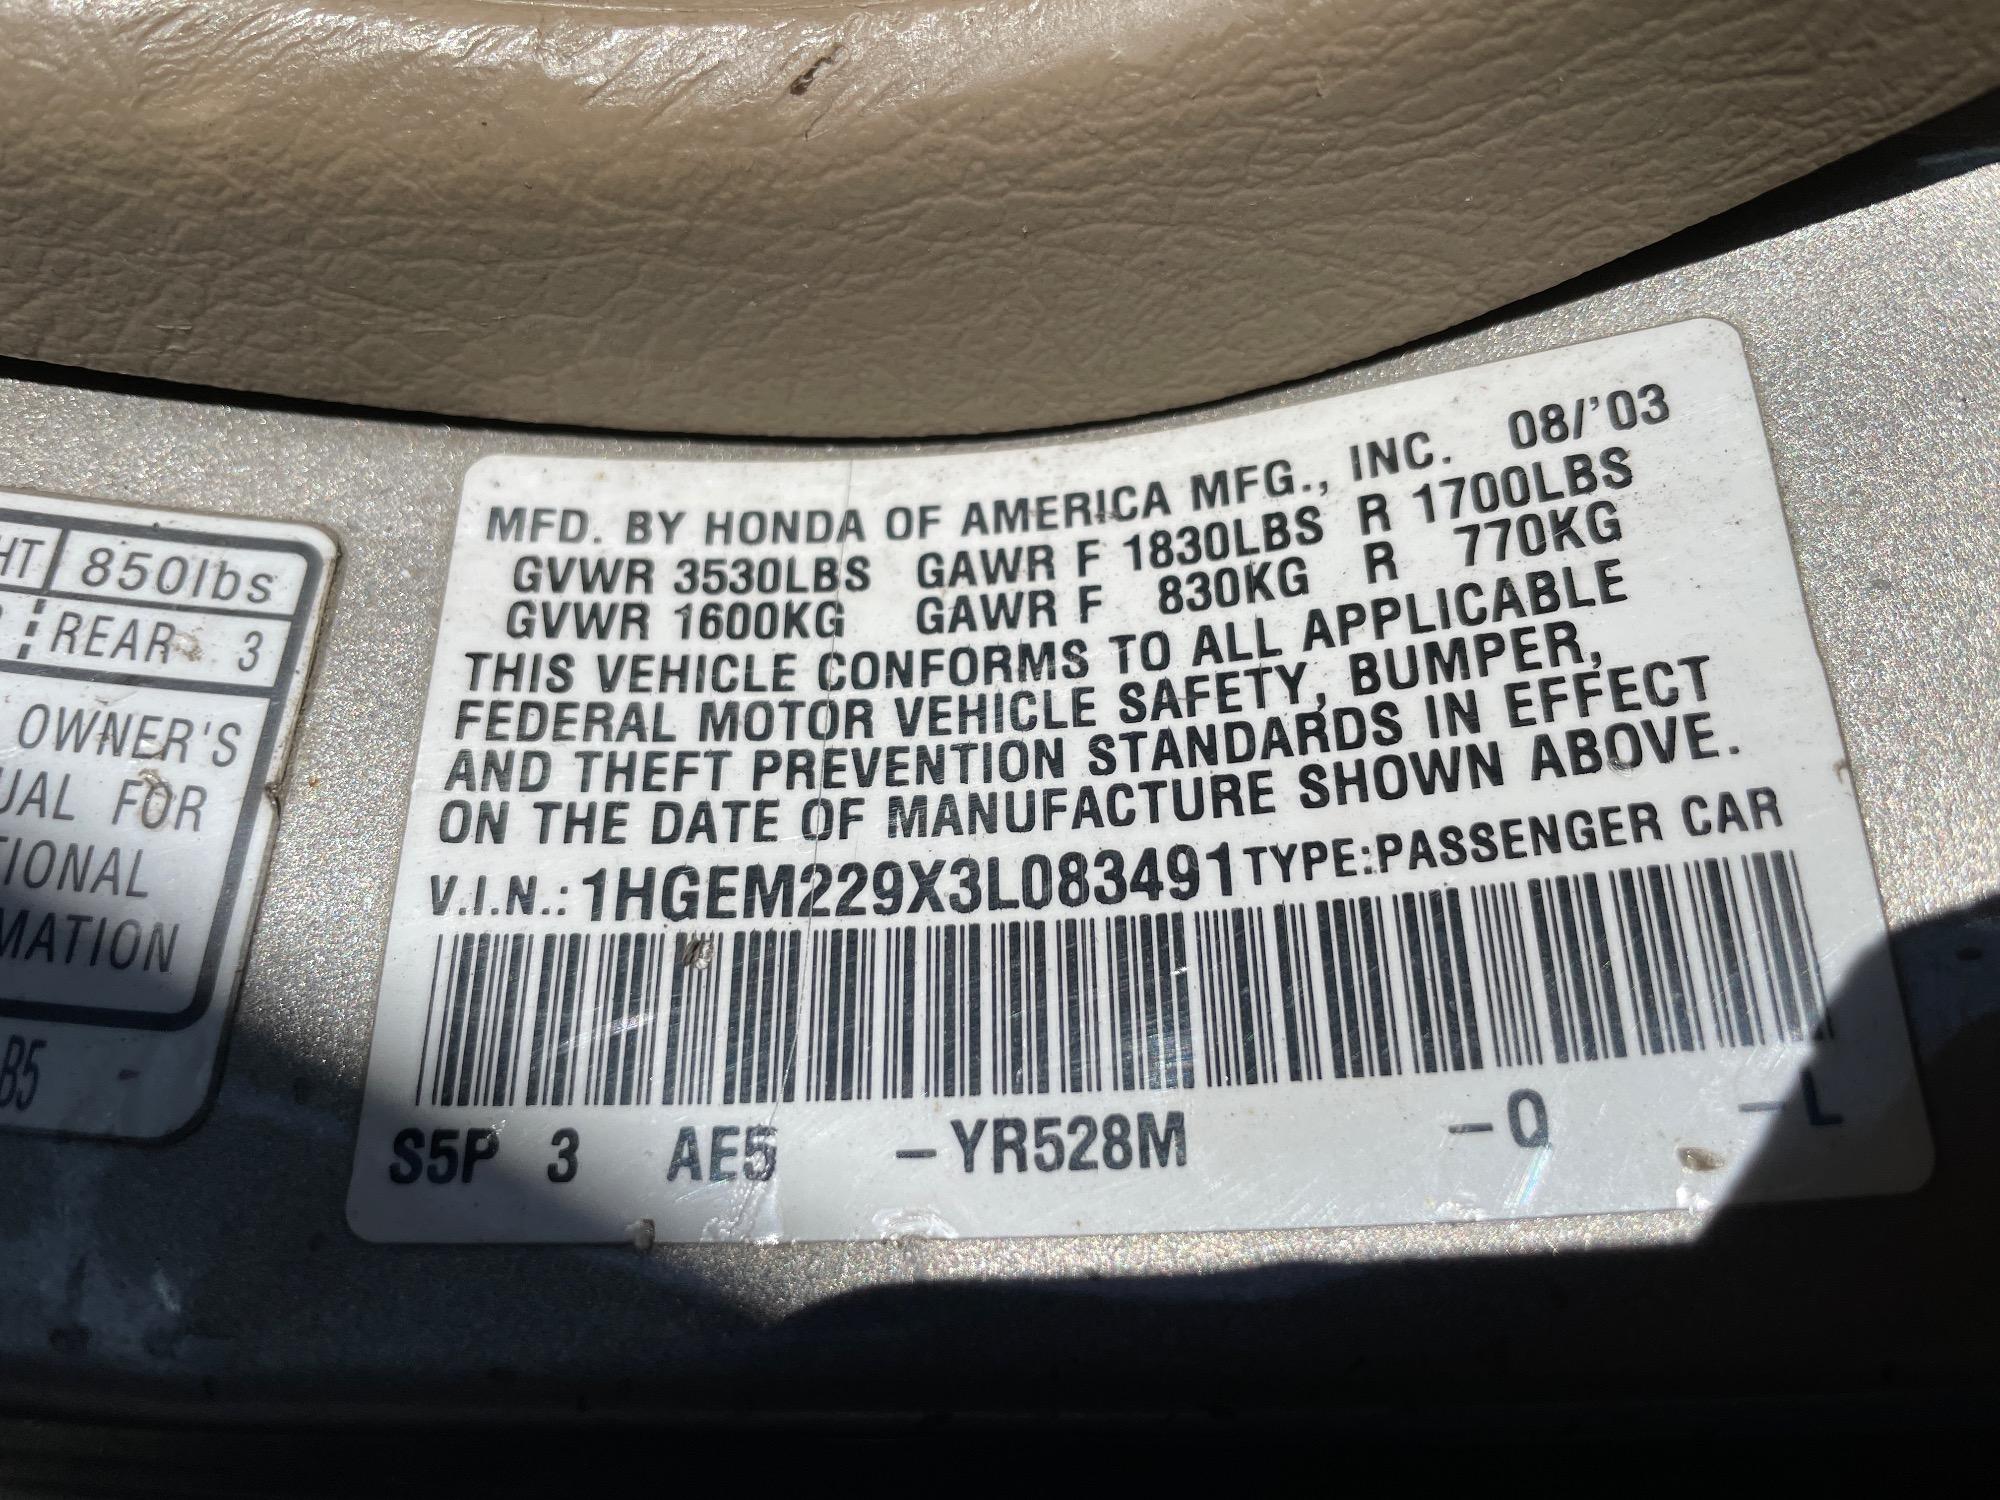 HT 850lbs
REAR 3
OWNER'S
UAL FOR
TIONAL
MATION
B5
MFD. BY HONDA OF AMERICA MFG., INC. 08/'03
GVWR 3530LBS GAWR F 1830LBS R 1700LBS
GVWR 1600KG GAWR F 830KG R 770KG
THIS VEHICLE CONFORMS TO ALL APPLICABLE
FEDERAL MOTOR VEHICLE SAFETY, BUMPER,
AND THEFT PREVENTION STANDARDS IN EFFECT
ON THE DATE OF MANUFACTURE SHOWN ABOVE.
V.I.N.: 1HGEM229X3L083491 TYPE:PASSENGER CAR
S5P 3 AE5 –YR528M –Q –L